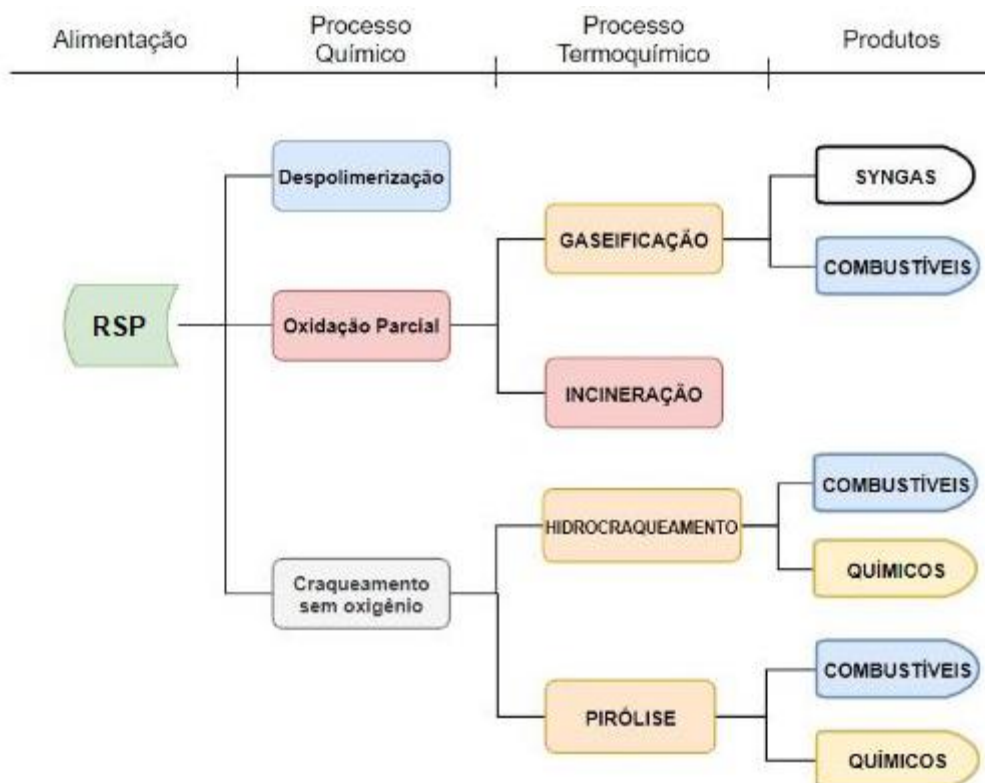 Alimentação
Processo
Químico
Processo
Termoquímico
Produtos
Despolimerização
SYNGAS
GASEIFICAÇÃO
COMBUSTÍVEIS
RSP
Oxidação Parcial
INCINERAÇÃO
COMBUSTÍVEIS
HIDROCRAQUEAMENTO
QUÍMICOS
Craqueamento
sem oxigênio
COMBUSTÍVEIS
PIRÓLISE
QUÍMICOS